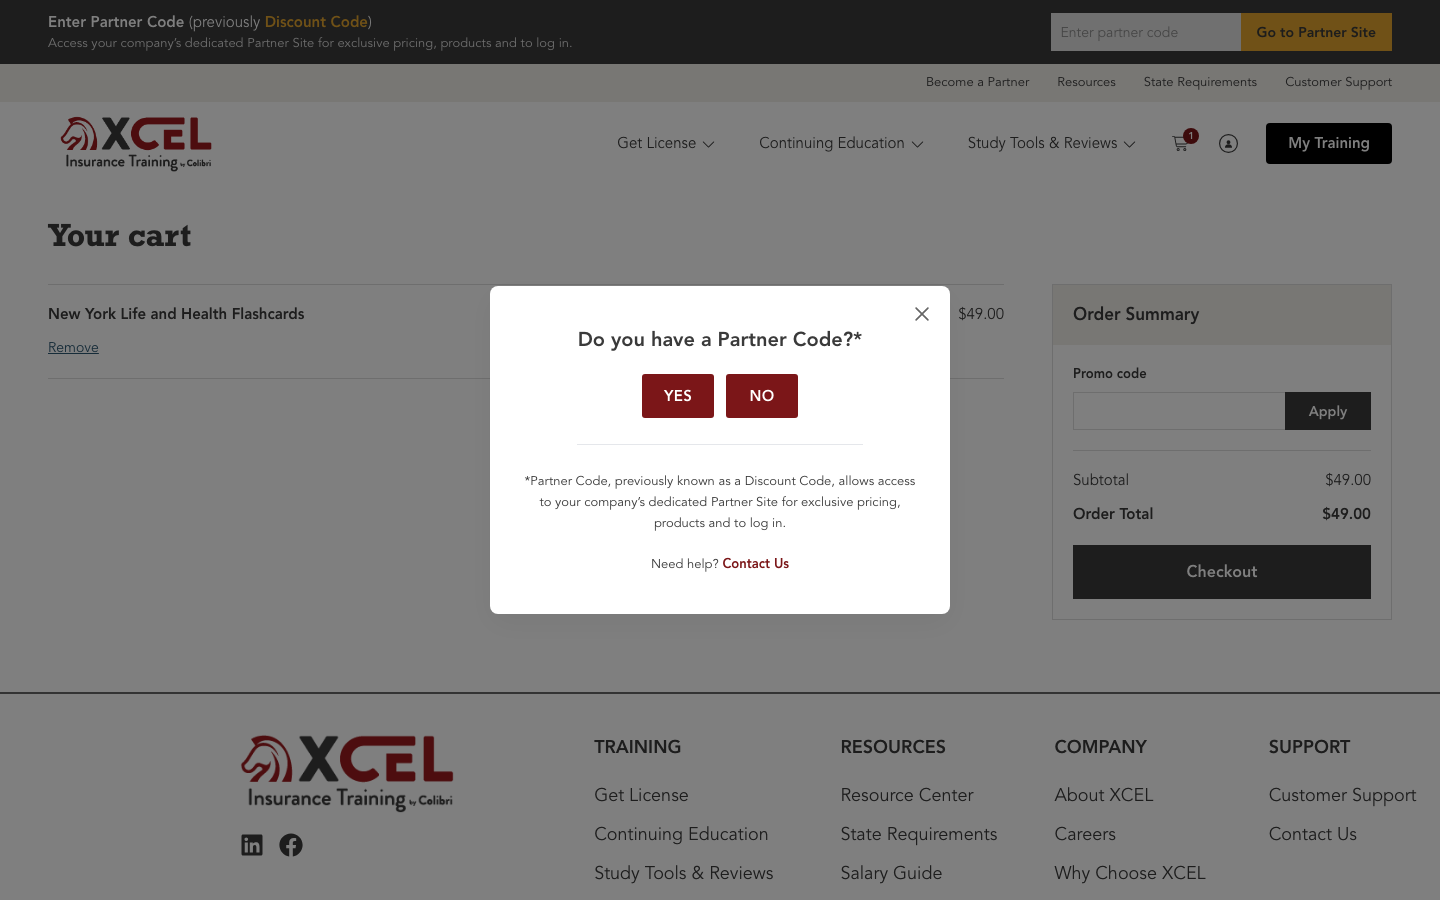 Enter Partner Code (previously Discount Code)
Access your company's dedicated Partner Site for exclusive pricing, products and to log in.
Enter partner code
Go to Partner Site
Become a Partner
Resources
State Requirements
Customer Support
XCEL
Insurance Training by Colibri
Get License
Continuing Education
Study Tools & Reviews
1
My Training
Your cart
New York Life and Health Flashcards
$49.00
Remove
Order Summary
Promo code
Apply
Subtotal
$49.00
Order Total
$49.00
Checkout
Do you have a Partner Code?*
YES
NO
*Partner Code, previously known as a Discount Code, allows access
to your company's dedicated Partner Site for exclusive pricing,
products and to log in.
Need help? Contact Us
XCEL
Insurance Training by Colibri
TRAINING
Get License
Continuing Education
Study Tools & Reviews
RESOURCES
Resource Center
State Requirements
Salary Guide
COMPANY
About XCEL
Careers
Why Choose XCEL
SUPPORT
Customer Support
Contact Us